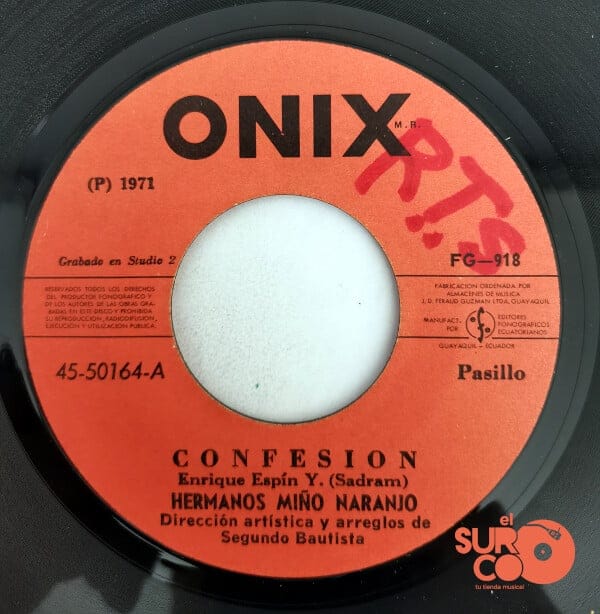 ONIX
M.R.
R.T.S
(P) 1971
Grabado en Studio 2
FG—918
RESERVADOS TODOS LOS DERECHOS
DEL PRODUCTOR FONOGRAFICO Y
DE LOS AUTORES DE LAS OBRAS GRA-
BADAS EN ESTE DISCO Y PROHIBIDA
SU REPRODUCCION, RADIODIFUSION,
EJECUCION Y UTILIZACION PUBLICA.
FABRICACION ORDENADA POR
ALMACENES DE MUSICA
J. D. FERAUD GUZMAN LTDA, GUAYAQUIL
MANUFACT.
POR
EDITORES
FONOGRAFICOS
ECUATORIANOS
GUAYAQUIL - ECUADOR
45-50164-A
Pasillo
CONFESION
Enrique Espín Y. (Sadram)
HERMANOS MIÑO NARANJO
Dirección artística y arreglos de
Segundo Bautista
el
SUR
CO
tu tienda musical